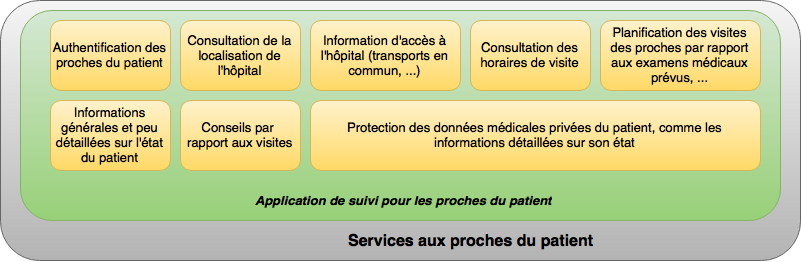 Authentification des
proches du patient
Consultation de la
localisation de
l'hôpital
Information d'accès à
l'hôpital (transports en
commun, ...)
Consultation des
horaires de visite
Planification des visites
des proches par rapport
aux examens médicaux
prévus, ...
Informations
générales et peu
détaillées sur l'état
du patient
Conseils par
rapport aux visites
Protection des données médicales privées du patient, comme les
informations détaillées sur son état
Application de suivi pour les proches du patient
Services aux proches du patient